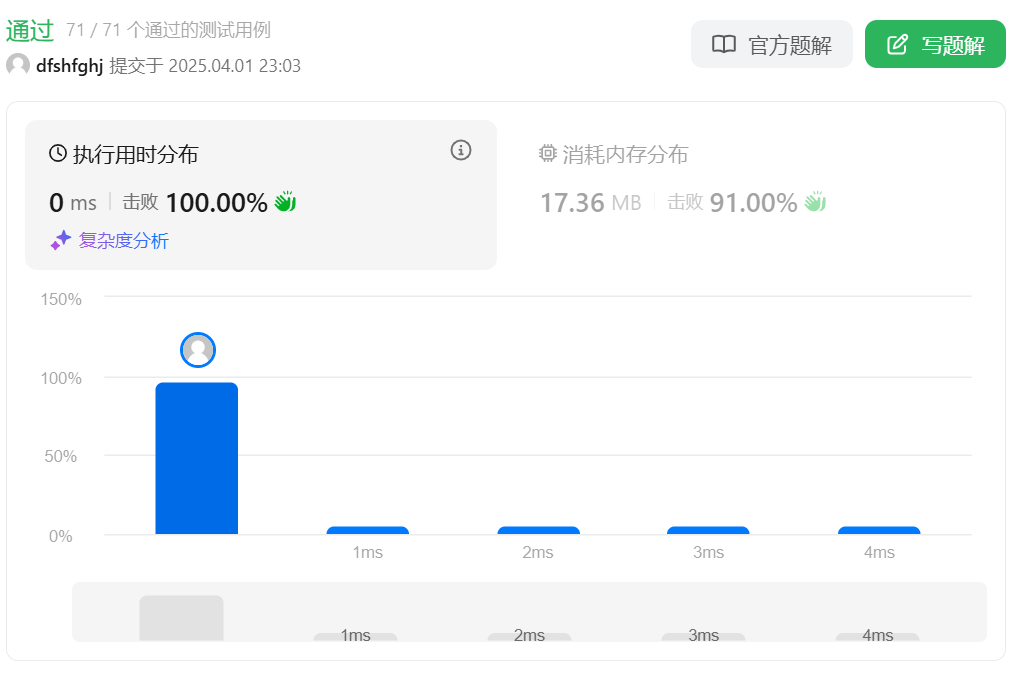 通过 71 / 71 个通过的测试用例
dfshfghj 提交于 2025.04.01 23:03
官方题解
写题解
执行用时分布
0 ms 击败 100.00%
复杂度分析
消耗内存分布
17.36 MB 击败 91.00%
150%
100%
50%
0%
1ms 2ms 3ms 4ms
1ms 2ms 3ms 4ms